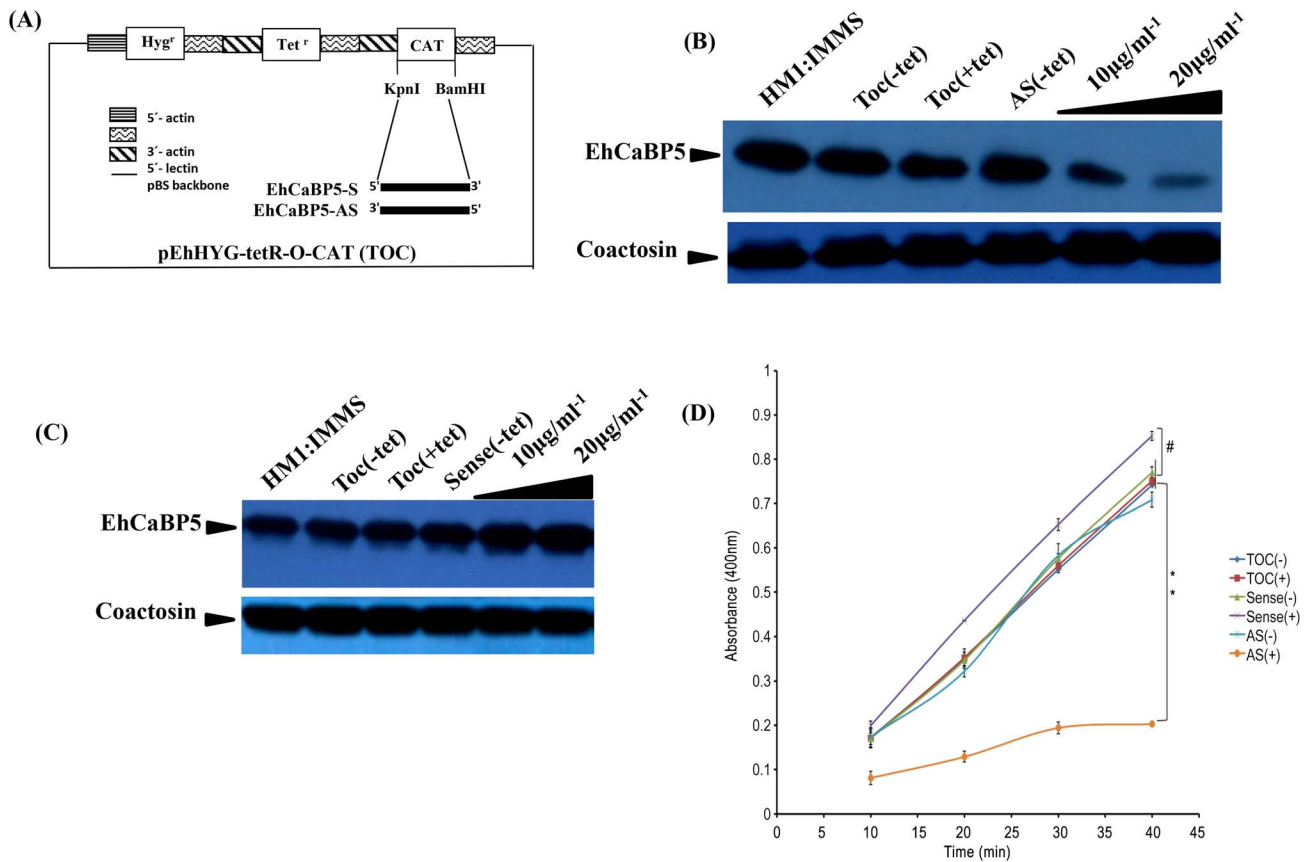 (A)
Hygʳ Tet ʳ CAT
KpnI BamHI
5´- actin
3´- actin
5´- lectin
pBS backbone
EhCaBP5-S 5' 3'
EhCaBP5-AS 3' 5'
pEhHYG-tetR-O-CAT (TOC)
(B)
HM1:IMMS Toc(-tet) Toc(+tet) AS(-tet) 10µg/ml⁻¹ 20µg/ml⁻¹
EhCaBP5
Coactosin
(C)
HM1:IMMS Toc(-tet) Toc(+tet) Sense(-tet) 10µg/ml⁻¹ 20µg/ml⁻¹
EhCaBP5
Coactosin
(D)
Absorbance (400nm)
1
0.9
0.8
0.7
0.6
0.5
0.4
0.3
0.2
0.1
0
0 5 10 15 20 25 30 35 40 45
Time (min)
#
*
*
TOC(-)
TOC(+)
Sense(-)
Sense(+)
AS(-)
AS(+)